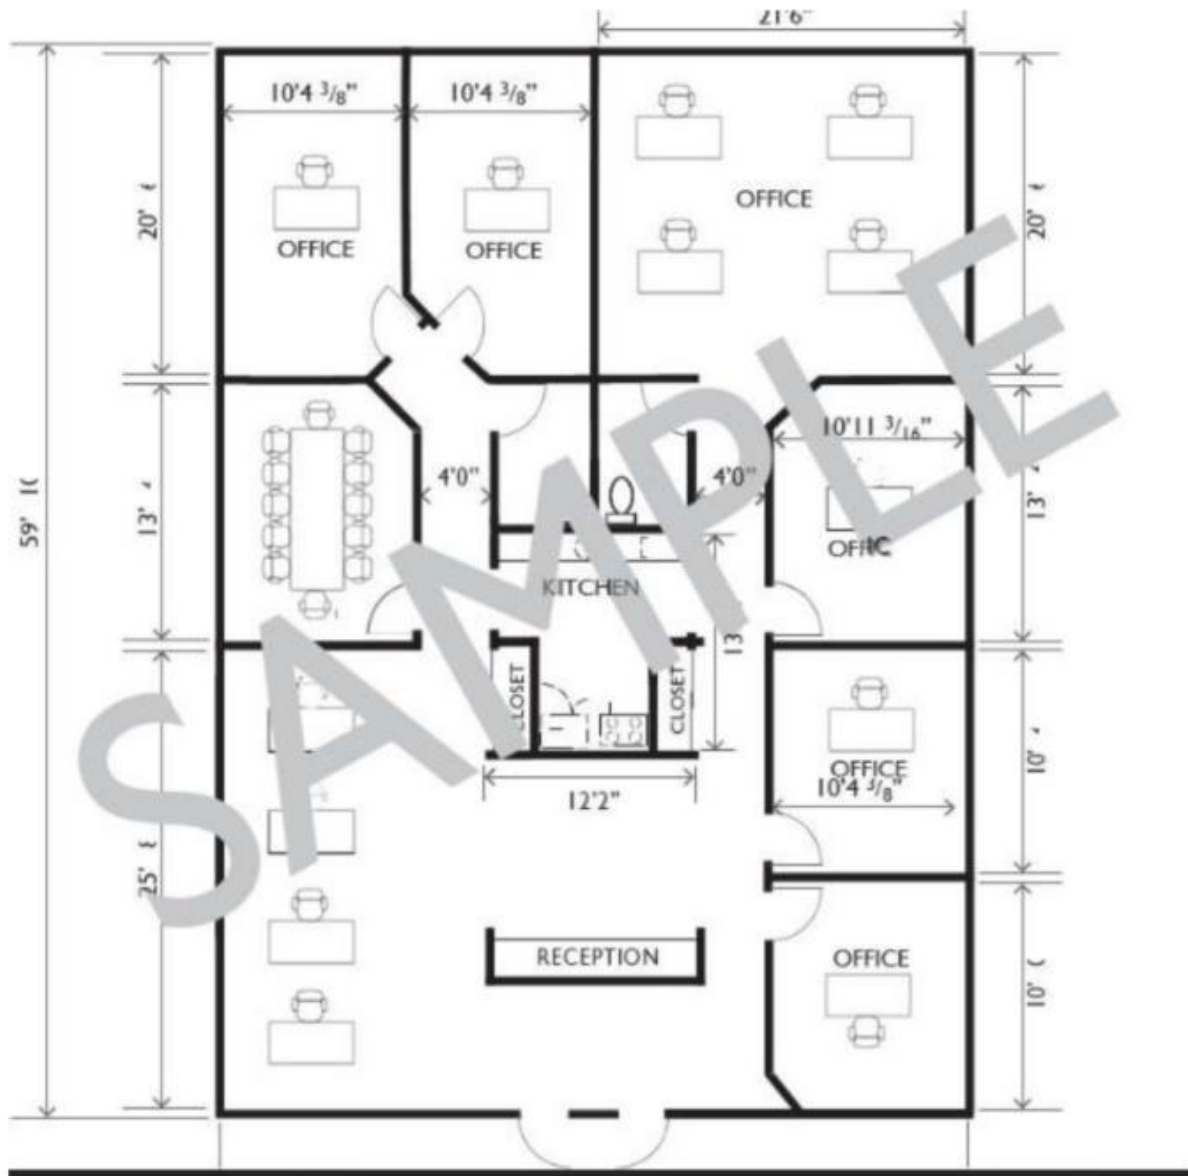 21'6"
10'4 3/8"
10'4 3/8"
20'
OFFICE
OFFICE
OFFICE
20'
10'11 3/16"
4'0"
4'0"
13'
13'
59'
KITCHEN
13
CLOSET
CLOSET
OFFICE
10'4 3/8"
10'
12'2"
25'
RECEPTION
OFFICE
10'
SAMPLE